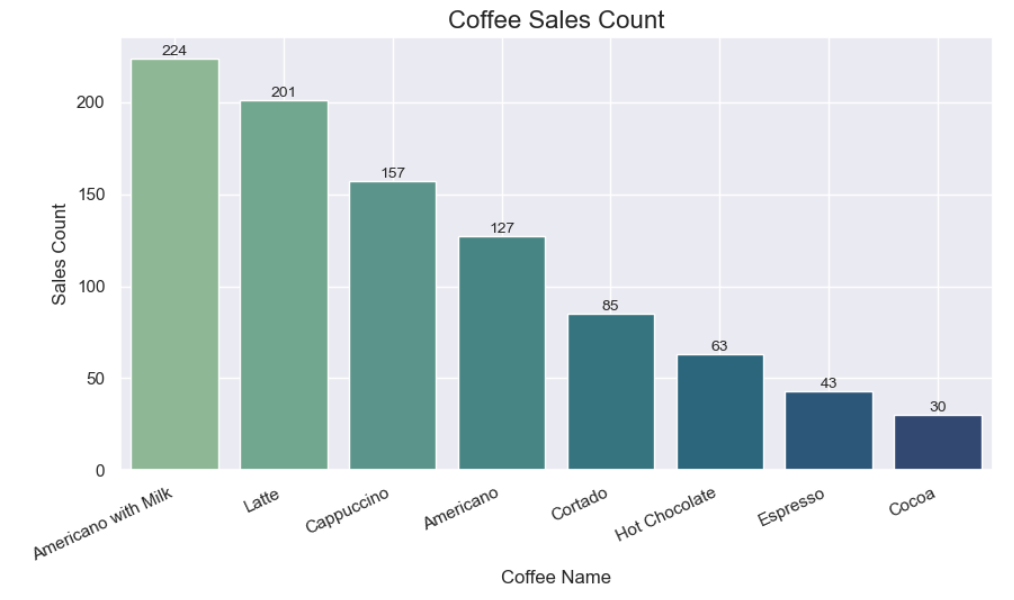 Coffee Sales Count
224
201
157
127
85
63
43
30
Sales Count
200
150
100
50
0
Americano with Milk
Latte
Cappuccino
Americano
Cortado
Hot Chocolate
Espresso
Cocoa
Coffee Name